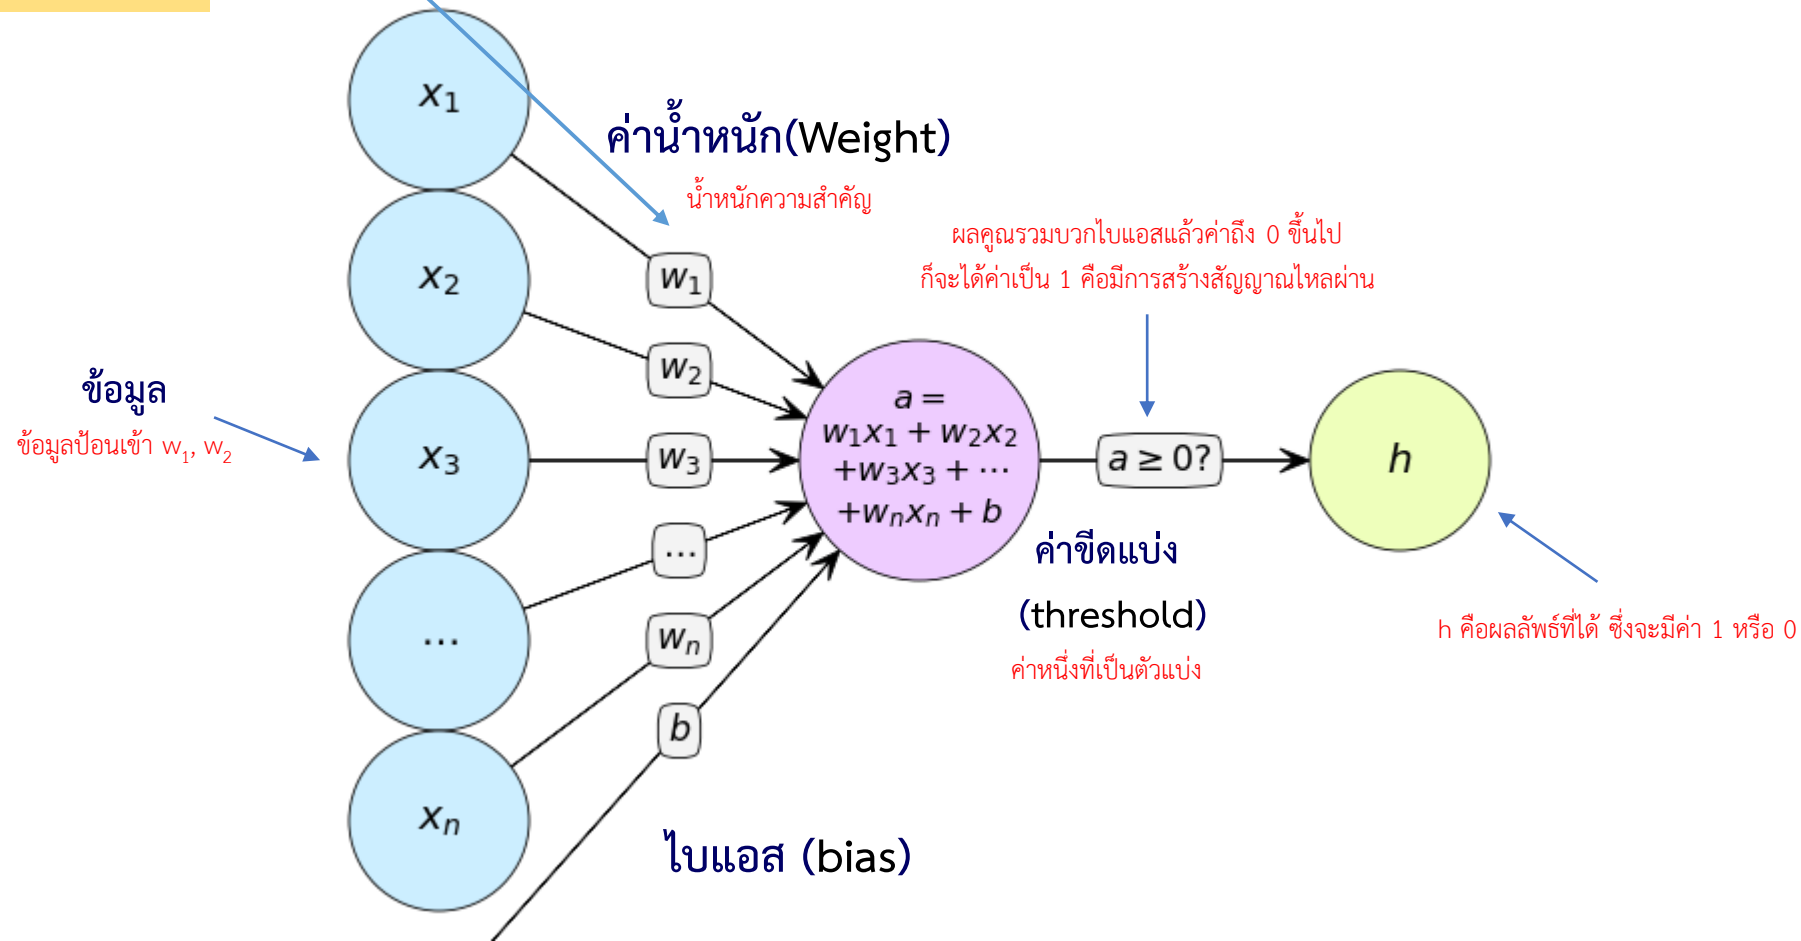 x₁
ค่าน้ำหนัก(Weight)
น้ำหนักความสำคัญ
ผลคูณรวมบวกไบแอสแล้วค่าถึง 0 ขึ้นไป
ก็จะได้ค่าเป็น 1 คือมีการสร้างสัญญาณไหลผ่าน
x₂
w₁
w₂
ข้อมูล
ข้อมูลป้อนเข้า w₁, w₂
x₃
w₃
a =
w₁x₁ + w₂x₂
+w₃x₃ + ⋯
+wₙxₙ + b
a ≥ 0?
h
...
ค่าขีดแบ่ง
(threshold)
ค่าหนึ่งที่เป็นตัวแบ่ง
h คือผลลัพธ์ที่ได้ ซึ่งจะมีค่า 1 หรือ 0
...
wₙ
b
xₙ
ไบแอส (bias)